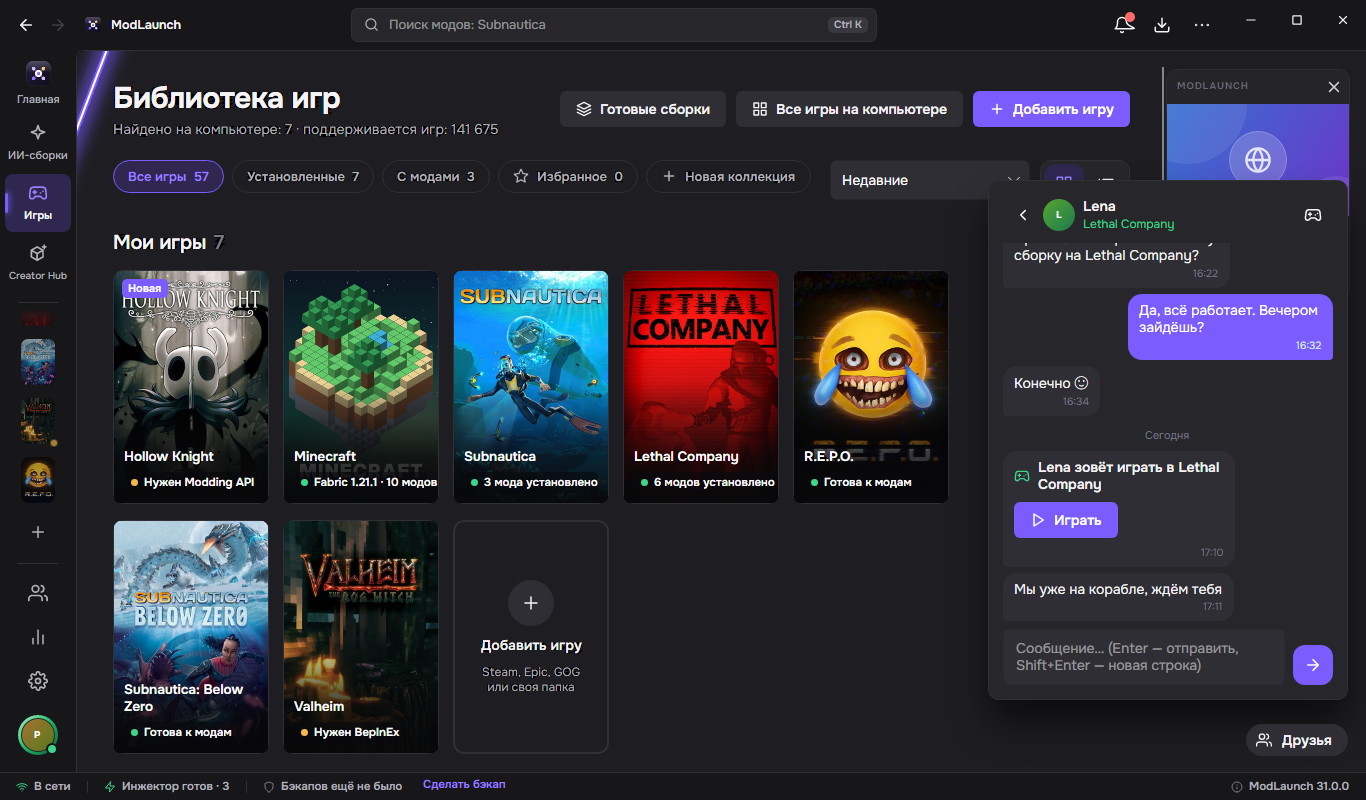 ModLaunch
Поиск модов: Subnautica
Ctrl K
Главная
ИИ-сборки
Игры
Creator Hub
Библиотека игр
Найдено на компьютере: 7 · поддерживается игр: 141 675
Готовые сборки
Все игры на компьютере
Добавить игру
Все игры 57
Установленные 7
С модами 3
Избранное 0
Новая коллекция
Недавние
Мои игры 7
Новая
HOLLOW KNIGHT
Hollow Knight
Нужен Modding API
MINECRAFT
Minecraft
Fabric 1.21.1 · 10 модов
SUBNAUTICA
Subnautica
3 мода установлено
LETHAL
COMPANY
Lethal Company
6 модов установлено
R.E.P.O.
R.E.P.O.
Готова к модам
SUBNAUTICA
BELOW ZERO
Subnautica: Below
Zero
Готова к модам
VALHEIM
THE BOG WITCH
Valheim
Нужен BepInEx
Добавить игру
Steam, Epic, GOG
или своя папка
MODLAUNCH
L
Lena
Lethal Company
сборку на Lethal Company?
16:22
Да, всё работает. Вечером
зайдёшь?
16:32
Конечно
16:34
Сегодня
Lena зовёт играть в Lethal
Company
Играть
17:10
Мы уже на корабле, ждём тебя
17:11
Сообщение... (Enter — отправить,
Shift+Enter — новая строка)
Друзья
R.E.P.O.
P
В сети
Инжектор готов · 3
Бэкапов ещё не было
Сделать бэкап
ModLaunch 31.0.0